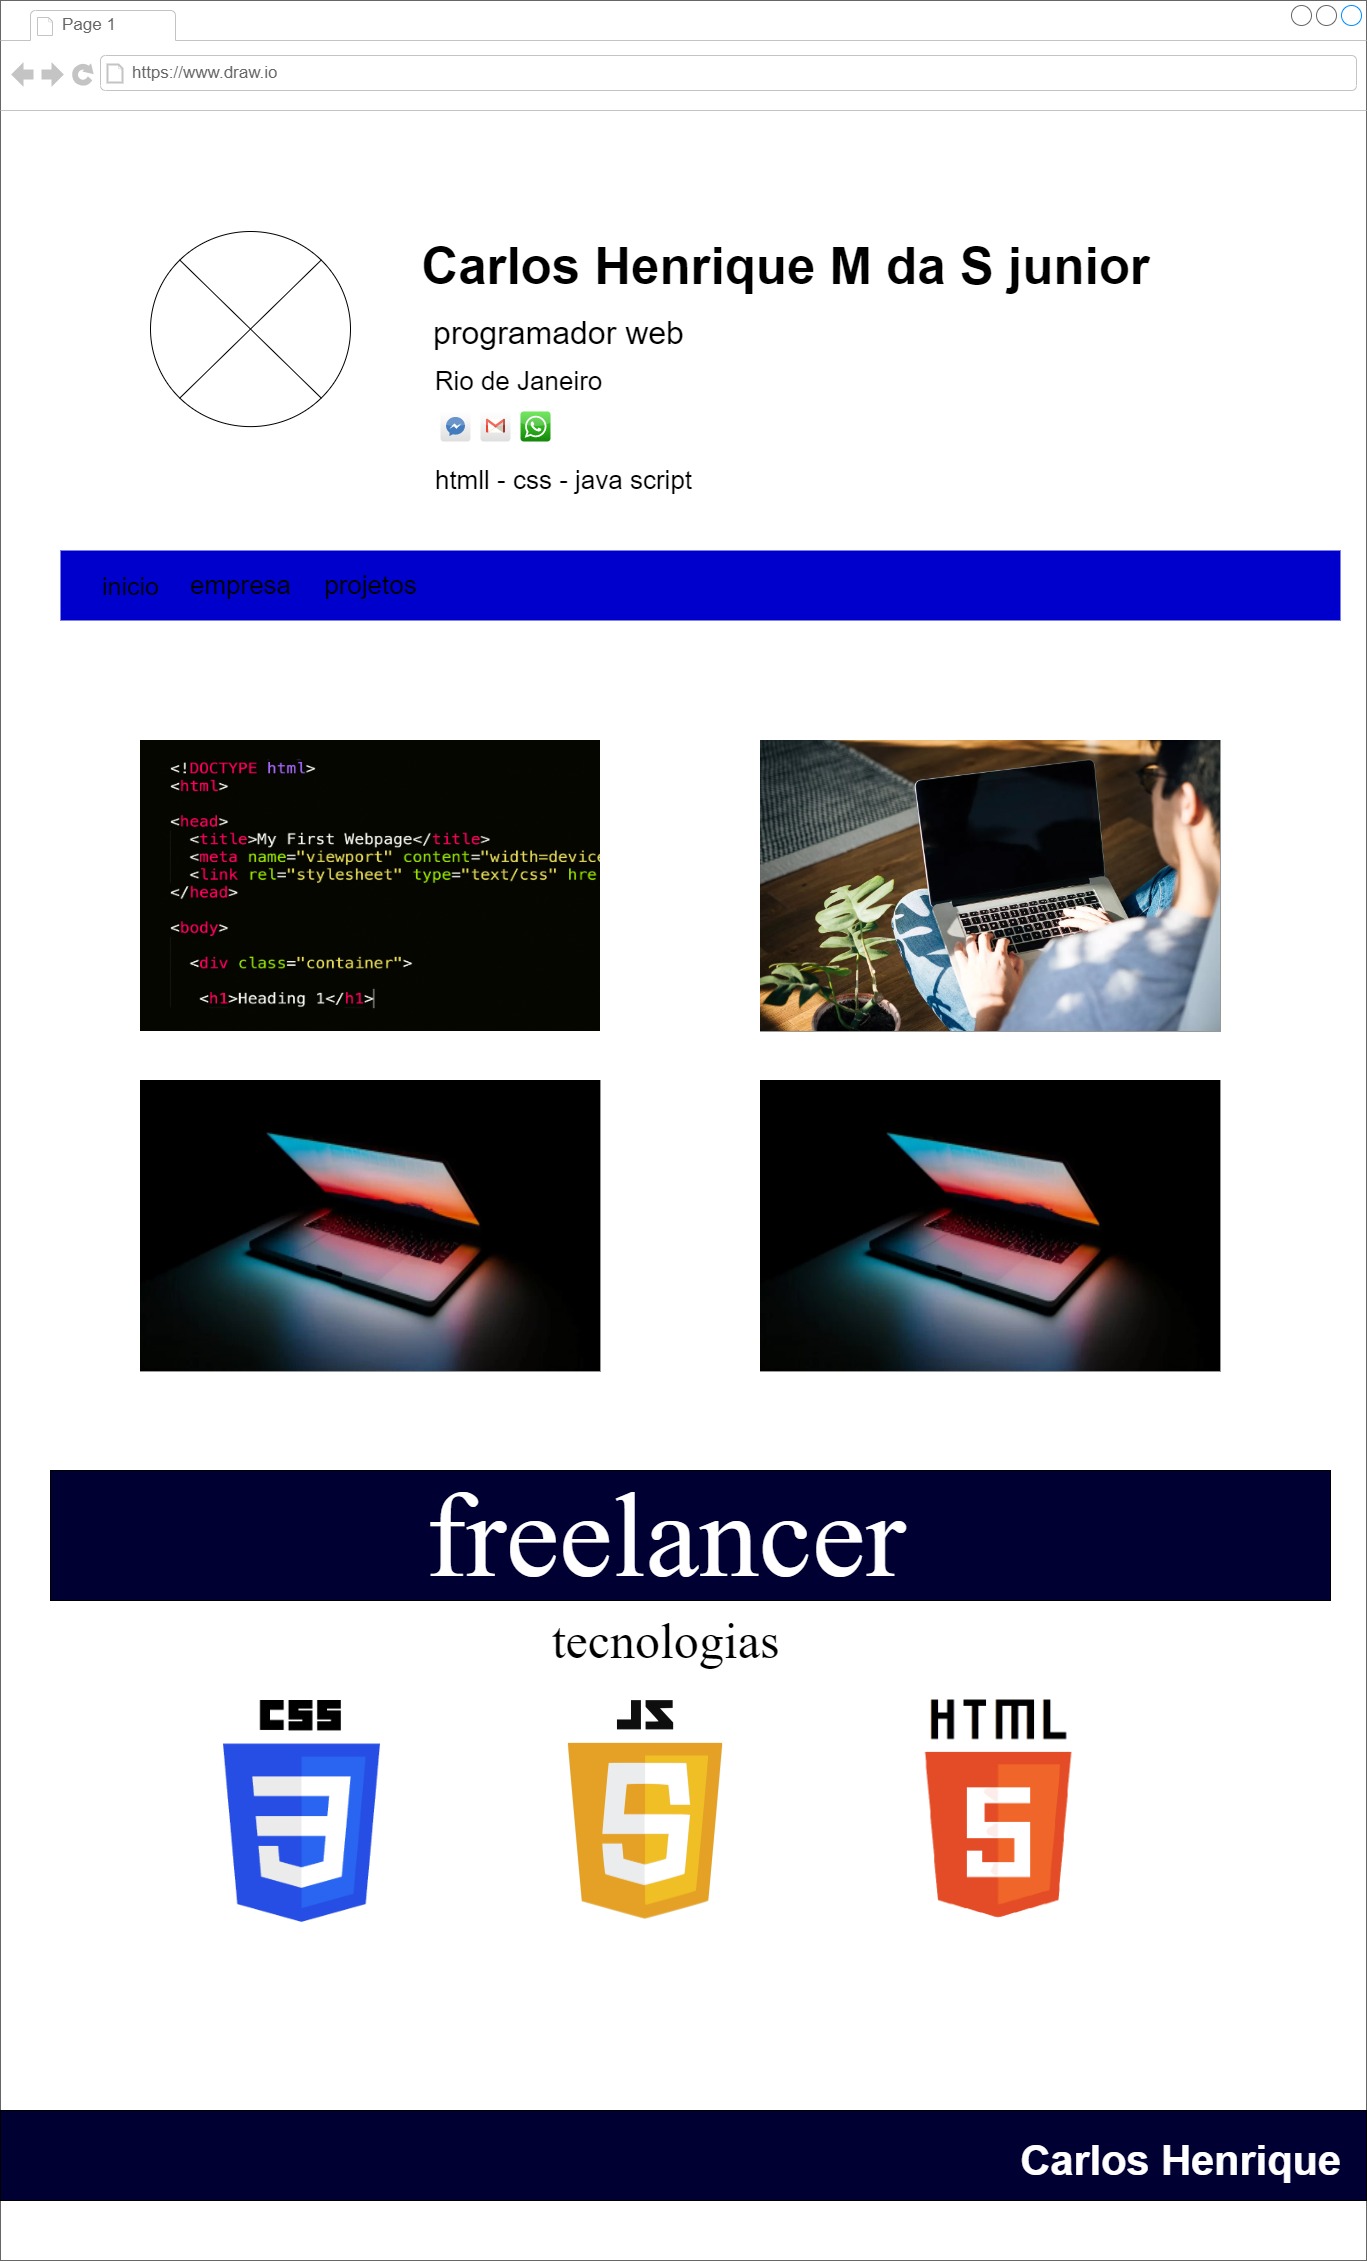 Page 1
https://www.draw.io
Carlos Henrique M da S junior
programador web
Rio de Janeiro
htmll - css - java script
inicio empresa projetos
<!DOCTYPE html>
<html>
<head>
<title>My First Webpage</title>
<meta name="viewport" content="width=device
<link rel="stylesheet" type="text/css" hre
</head>
<body>
<div class="container">
<h1>Heading 1</h1>
freelancer
tecnologias
CSS JS HTML
3 5 5
Carlos Henrique